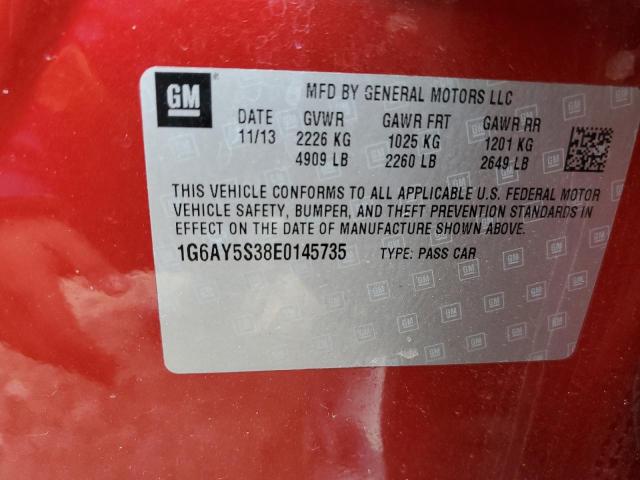 GM
MFD BY GENERAL MOTORS LLC
DATE GVWR GAWR FRT GAWR RR
11/13 2226 KG 1025 KG 1201 KG
4909 LB 2260 LB 2649 LB
THIS VEHICLE CONFORMS TO ALL APPLICABLE U.S. FEDERAL MOTOR
VEHICLE SAFETY, BUMPER, AND THEFT PREVENTION STANDARDS IN
EFFECT ON THE DATE OF MANUFACTURE SHOWN ABOVE.
1G6AY5S38E0145735 TYPE: PASS CAR